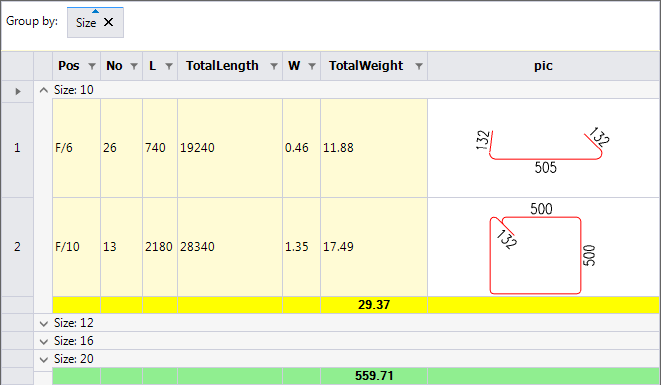 Group by: Size
Pos No L TotalLength W TotalWeight pic
Size: 10
1 F/6 26 740 19240 0.46 11.88 132 505 132
2 F/10 13 2180 28340 1.35 17.49 500 132 500
29.37
Size: 12
Size: 16
Size: 20
559.71